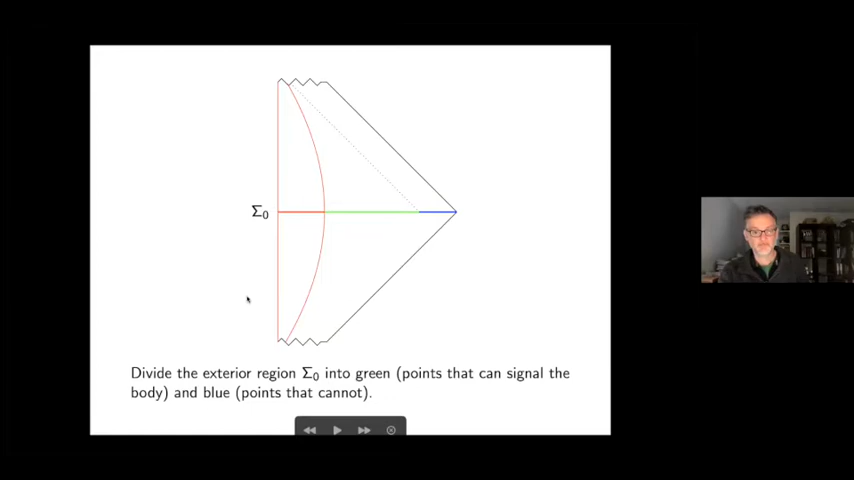 Σ₀
Divide the exterior region Σ₀ into green (points that can signal the
body) and blue (points that cannot).